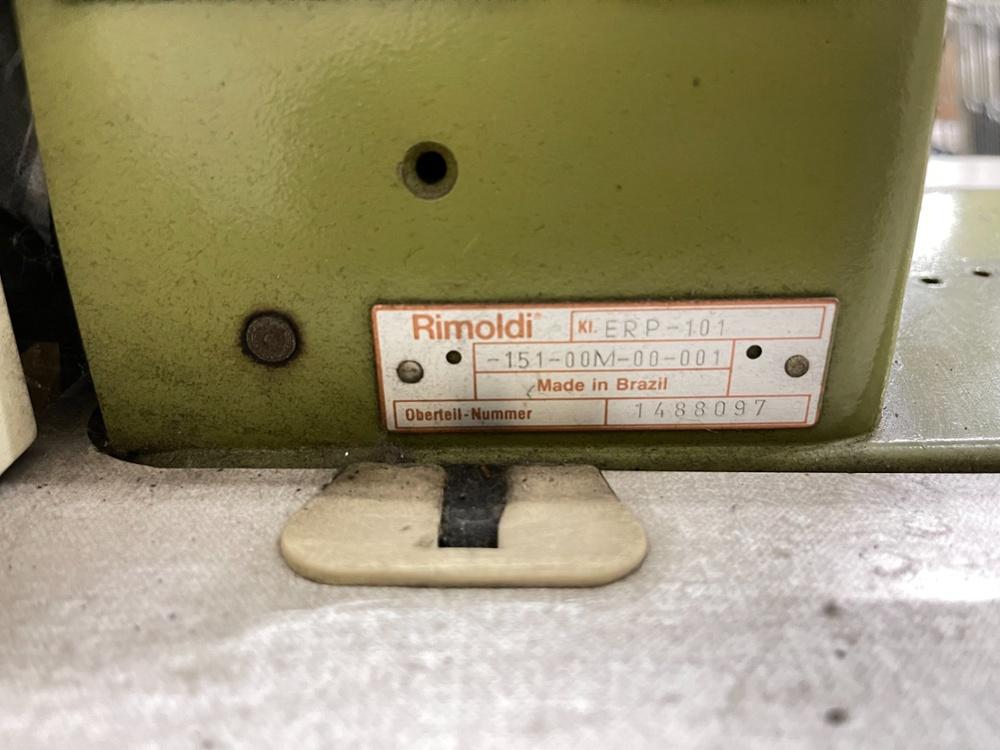 Rimoldi® Kl. ERP-101
-151-00M-00-001
Made in Brazil
Oberteil-Nummer 1488097